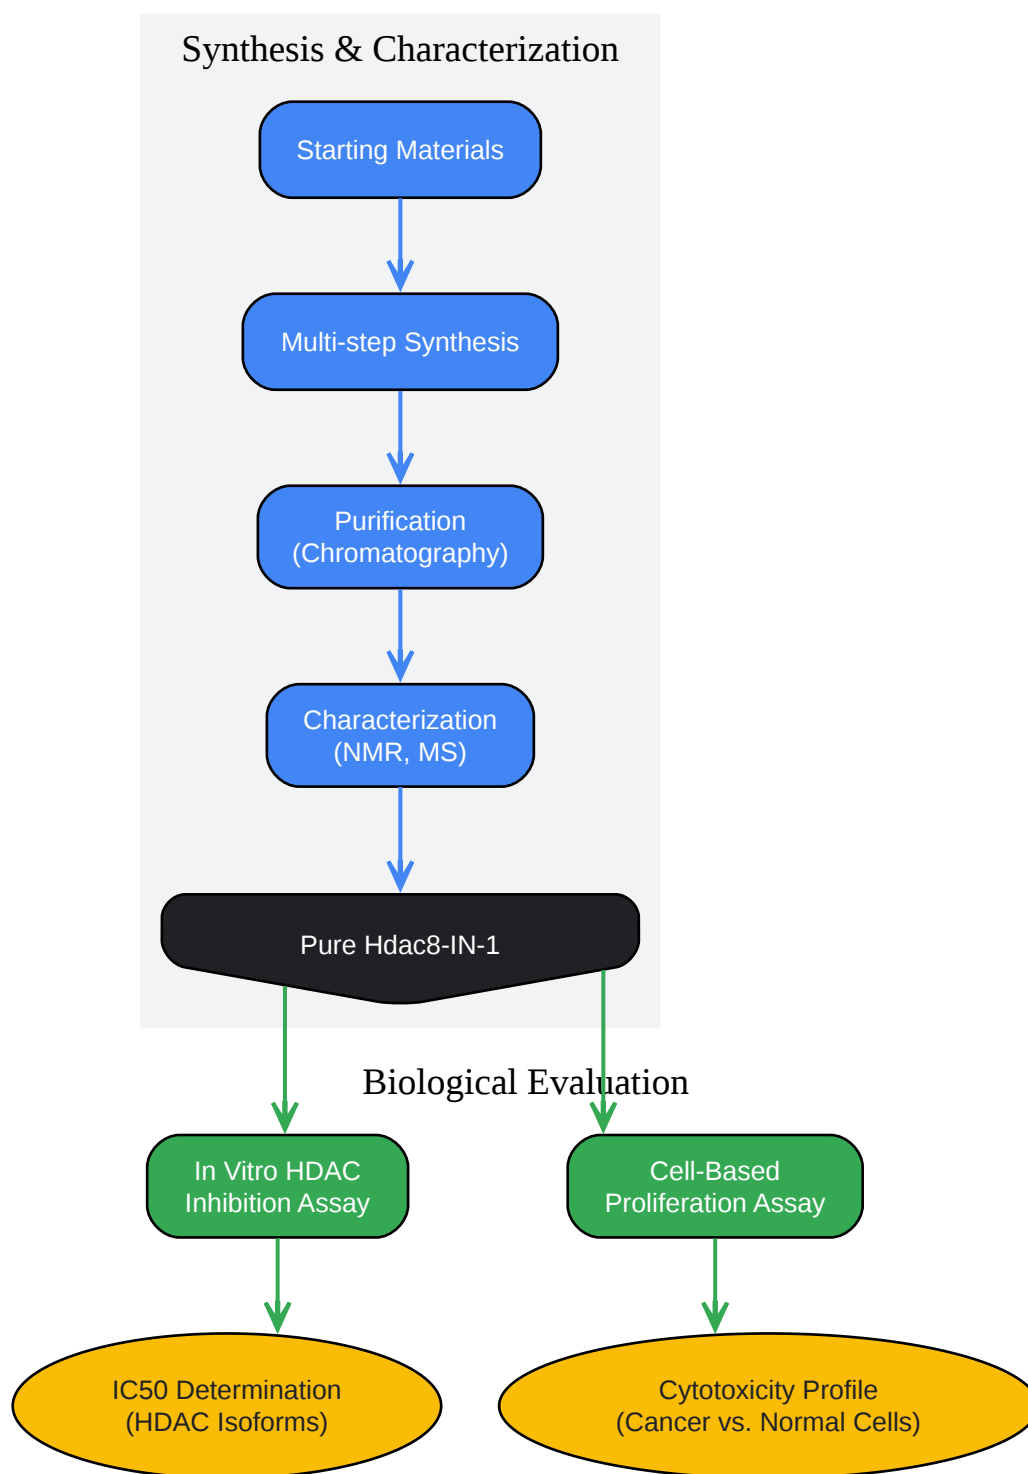 Synthesis & Characterization
Starting Materials
Multi-step Synthesis
Purification
(Chromatography)
Characterization
(NMR, MS)
Pure Hdac8-IN-1
Biological Evaluation
In Vitro HDAC
Inhibition Assay
Cell-Based
Proliferation Assay
IC50 Determination
(HDAC Isoforms)
Cytotoxicity Profile
(Cancer vs. Normal Cells)